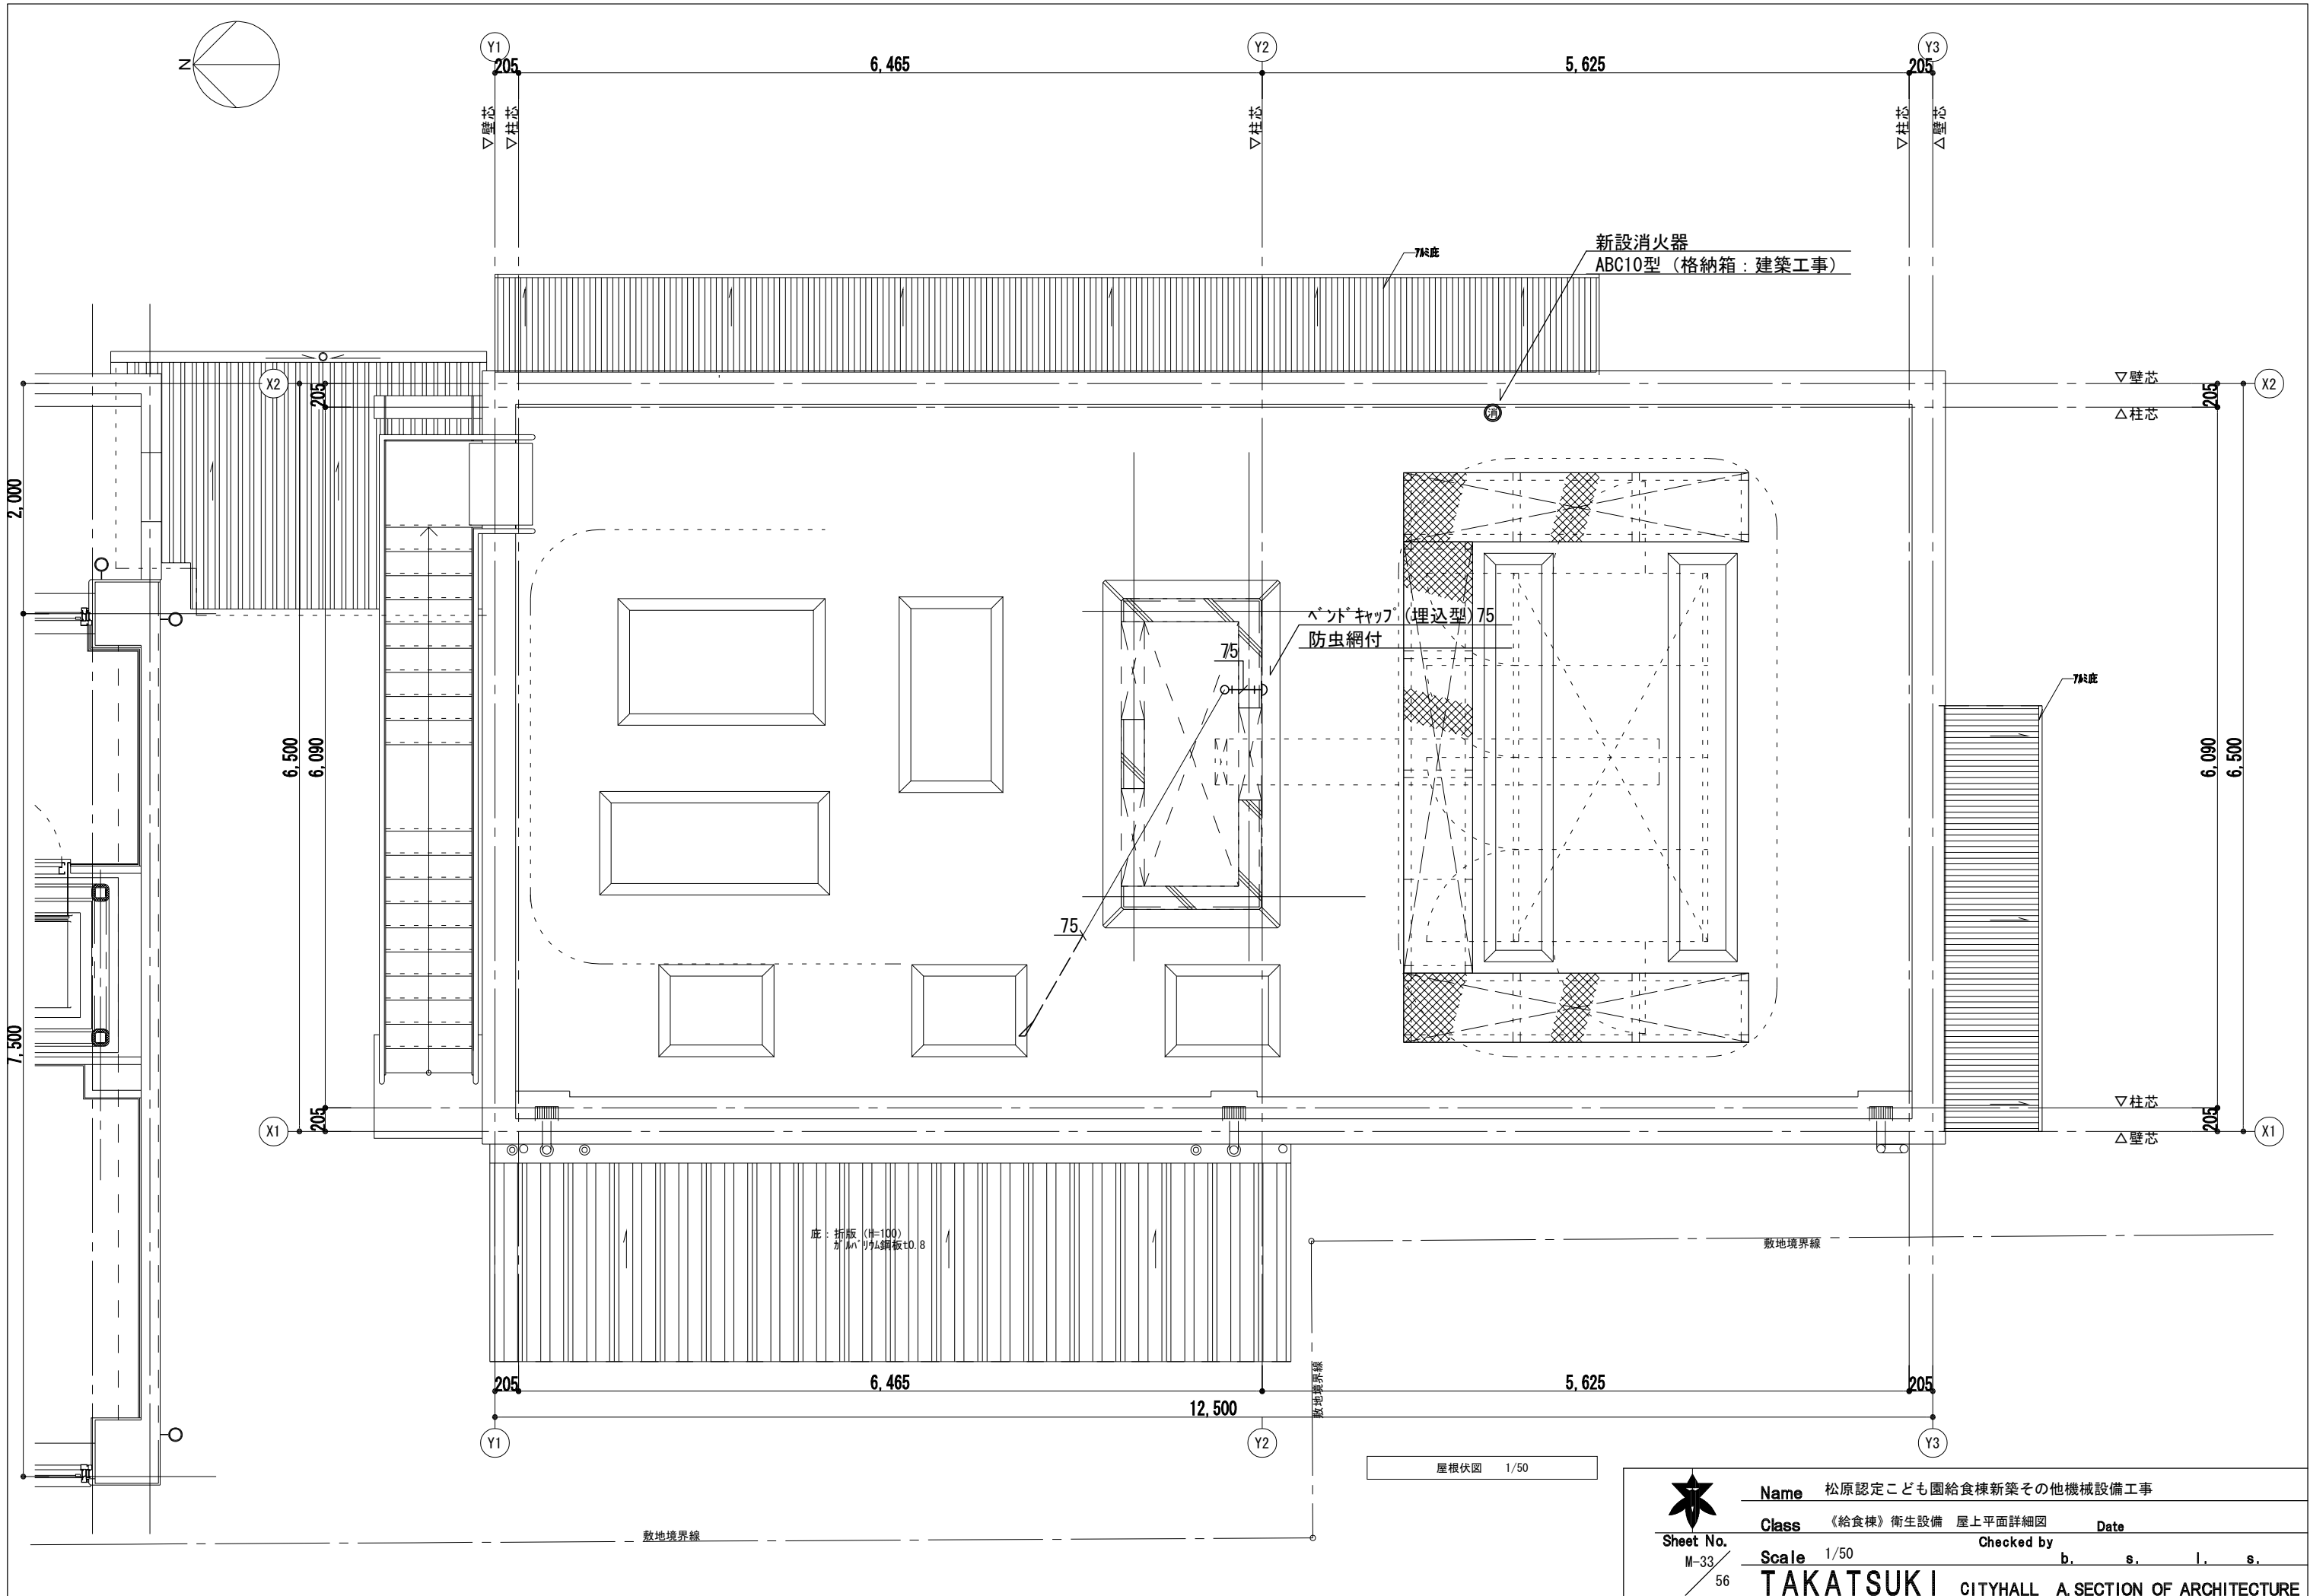 N
Y1
Y2
Y3
205
6,465
5,625
205
▽壁芯
▽柱芯
▽柱芯
▽柱芯
△壁芯
アルミ庇
新設消火器
ABC10型（格納箱：建築工事）
X2
205
▽壁芯
△柱芯
205
X2
消
2,000
ベンドキャップ（埋込型）75
防虫網付
75
アルミ庇
6,500
6,090
6,090
6,500
75
7,500
X1
205
▽柱芯
△壁芯
205
X1
庇：折版（H=100）
ガルバリウム鋼板t0.8
敷地境界線
敷地境界線
205
6,465
5,625
205
12,500
Y1
Y2
Y3
屋根伏図 1/50
敷地境界線
Name 松原認定こども園給食棟新築その他機械設備工事
Class 《給食棟》衛生設備 屋上平面詳細図 Date
Sheet No.
M-33/56
Scale 1/50 Checked by b. s. l. s.
TAKATSUKI CITYHALL A.SECTION OF ARCHITECTURE